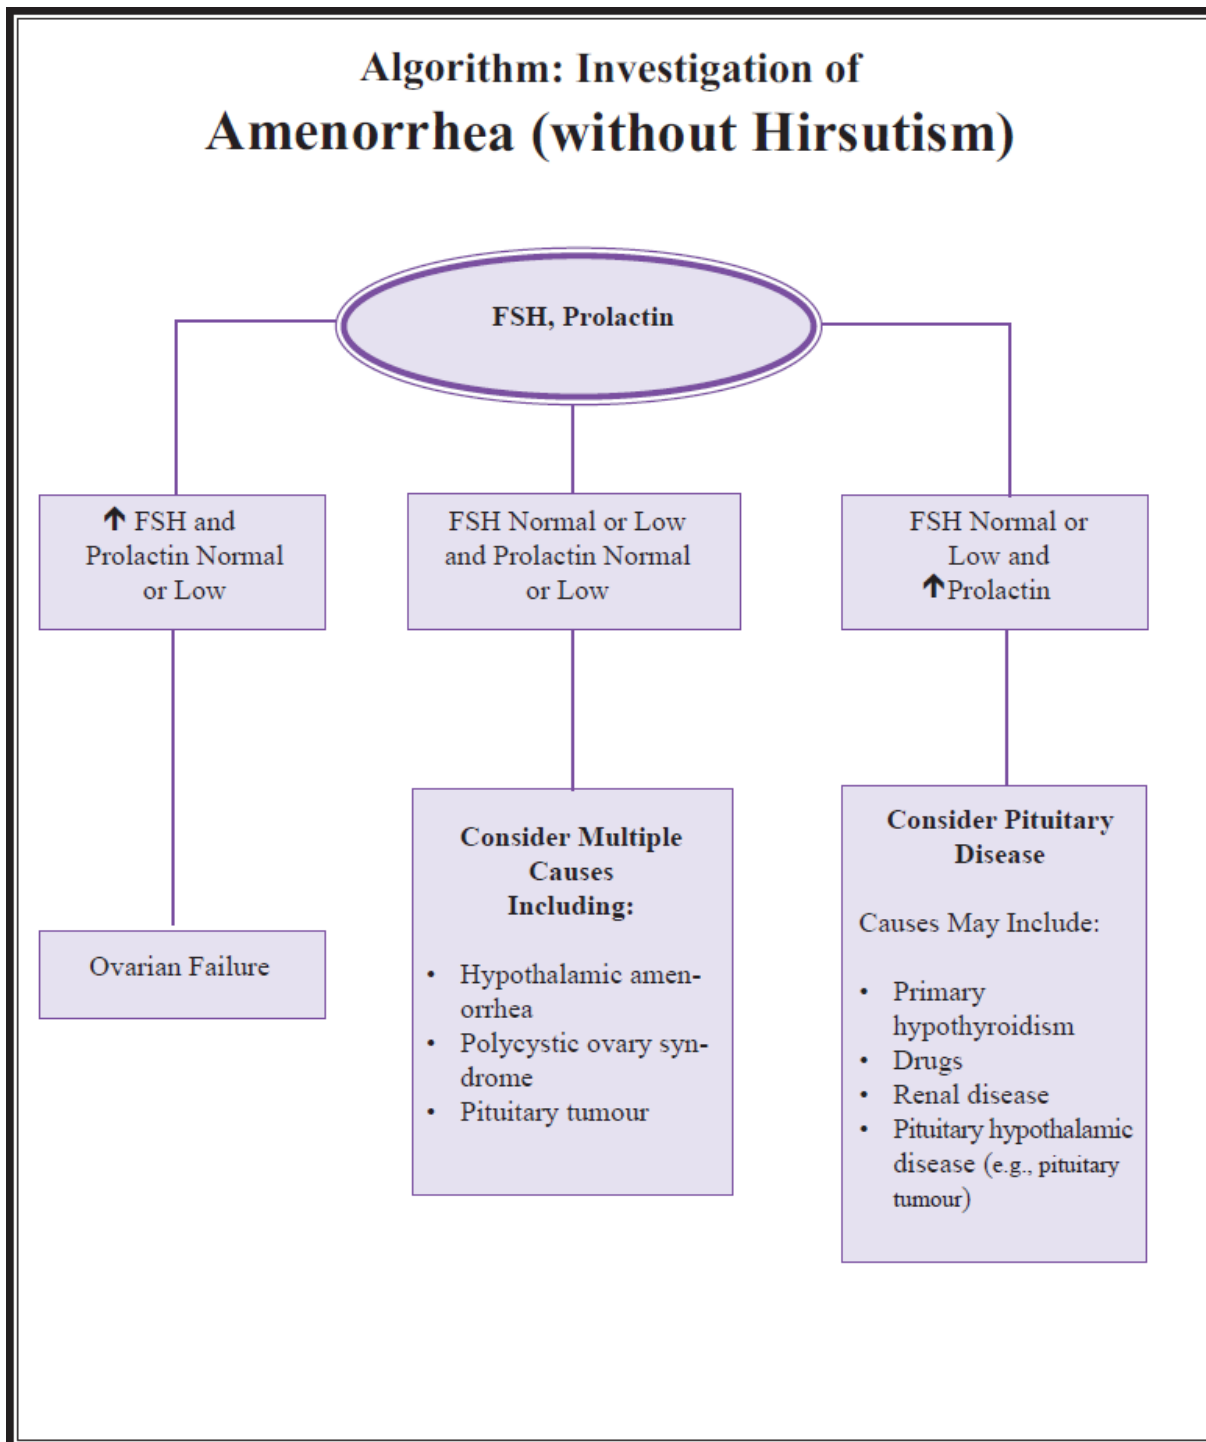 Algorithm: Investigation of
Amenorrhea (without Hirsutism)
FSH, Prolactin
↑ FSH and
Prolactin Normal
or Low
FSH Normal or Low
and Prolactin Normal
or Low
FSH Normal or
Low and
↑Prolactin
Ovarian Failure
Consider Multiple
Causes
Including:
• Hypothalamic amen-
orrhea
• Polycystic ovary syn-
drome
• Pituitary tumour
Consider Pituitary
Disease
Causes May Include:
• Primary
hypothyroidism
• Drugs
• Renal disease
• Pituitary hypothalamic
disease (e.g., pituitary
tumour)